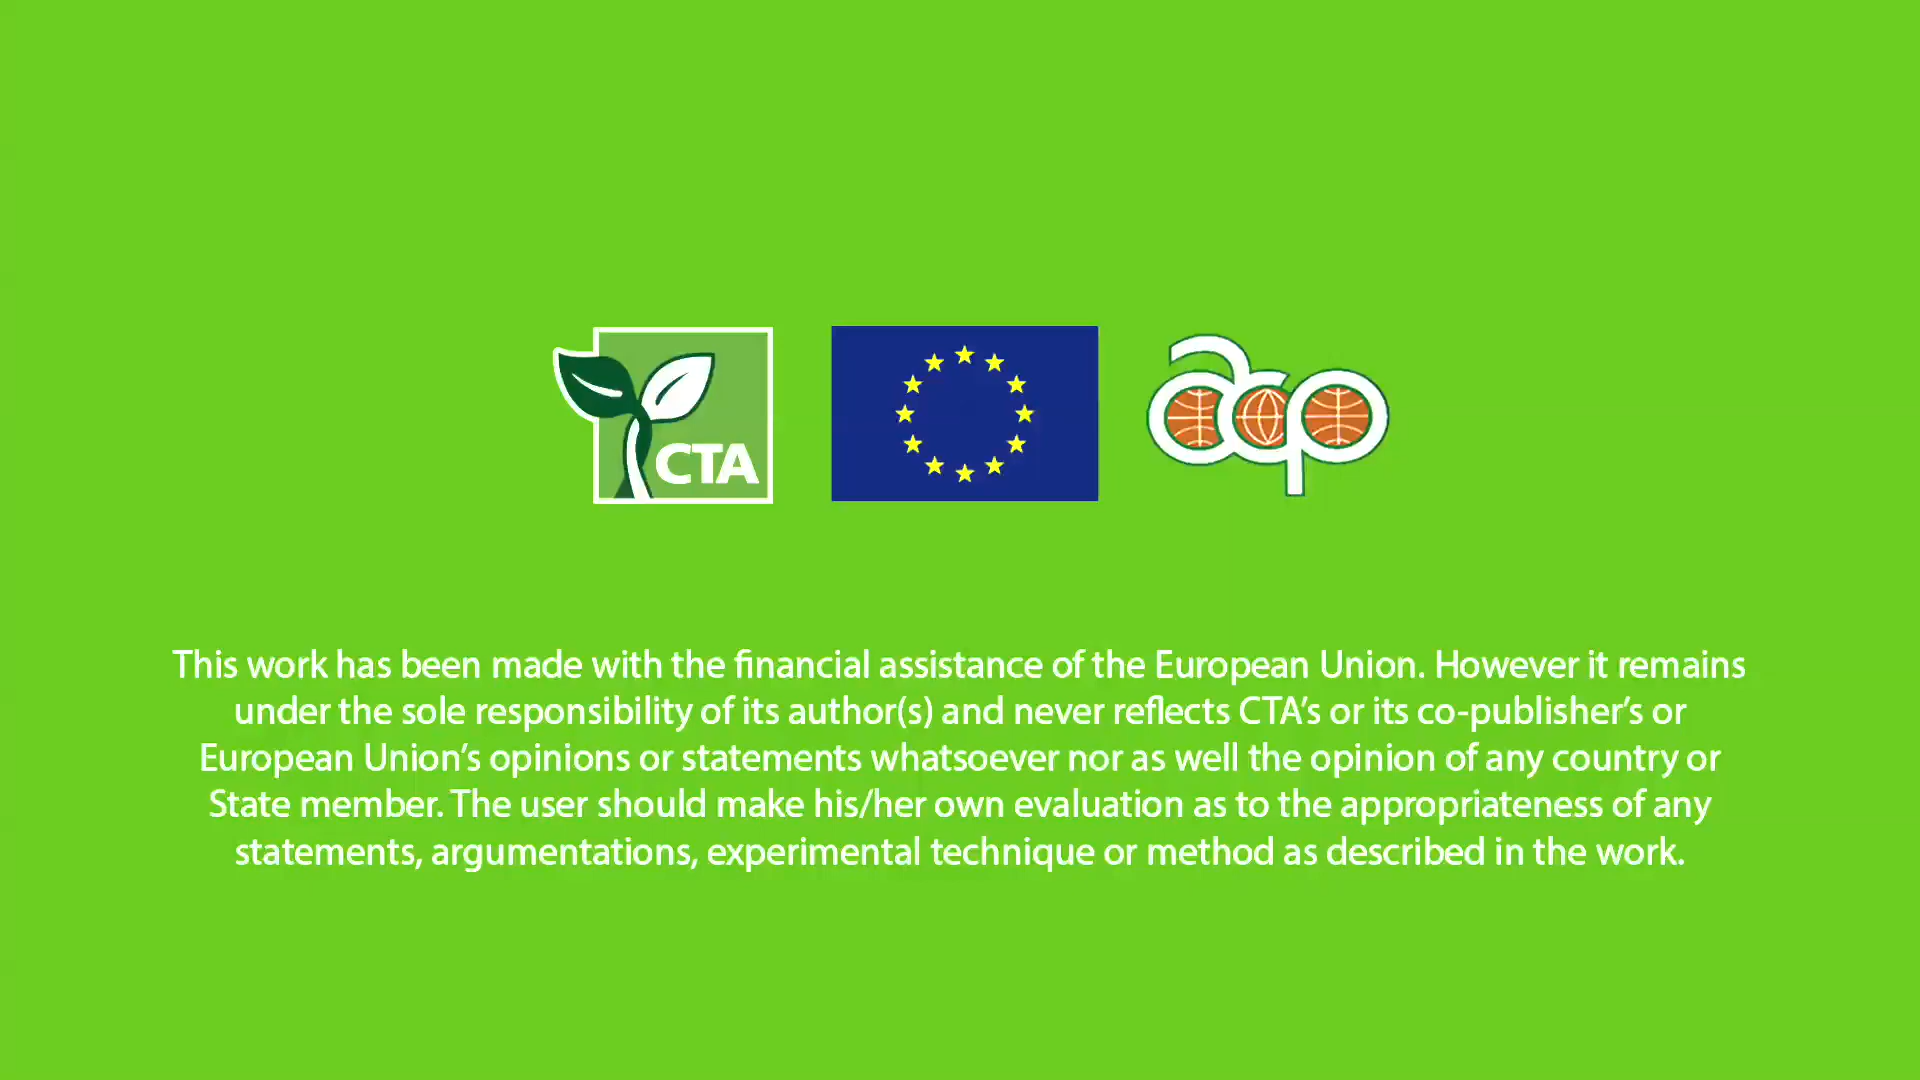 CTA
acp
This work has been made with the financial assistance of the European Union. However it remains
under the sole responsibility of its author(s) and never reflects CTA’s or its co-publisher’s or
European Union’s opinions or statements whatsoever nor as well the opinion of any country or
State member. The user should make his/her own evaluation as to the appropriateness of any
statements, argumentations, experimental technique or method as described in the work.